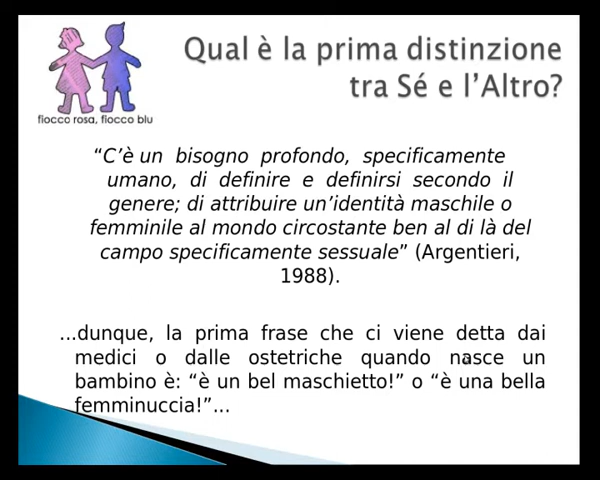 Qual è la prima distinzione
tra Sé e l’Altro?
fiocco rosa, fiocco blu
“C’è un bisogno profondo, specificamente
umano, di definire e definirsi secondo il
genere; di attribuire un’identità maschile o
femminile al mondo circostante ben al di là del
campo specificamente sessuale” (Argentieri,
1988).
...dunque, la prima frase che ci viene detta dai
medici o dalle ostetriche quando nasce un
bambino è: “è un bel maschietto!” o “è una bella
femminuccia!”...